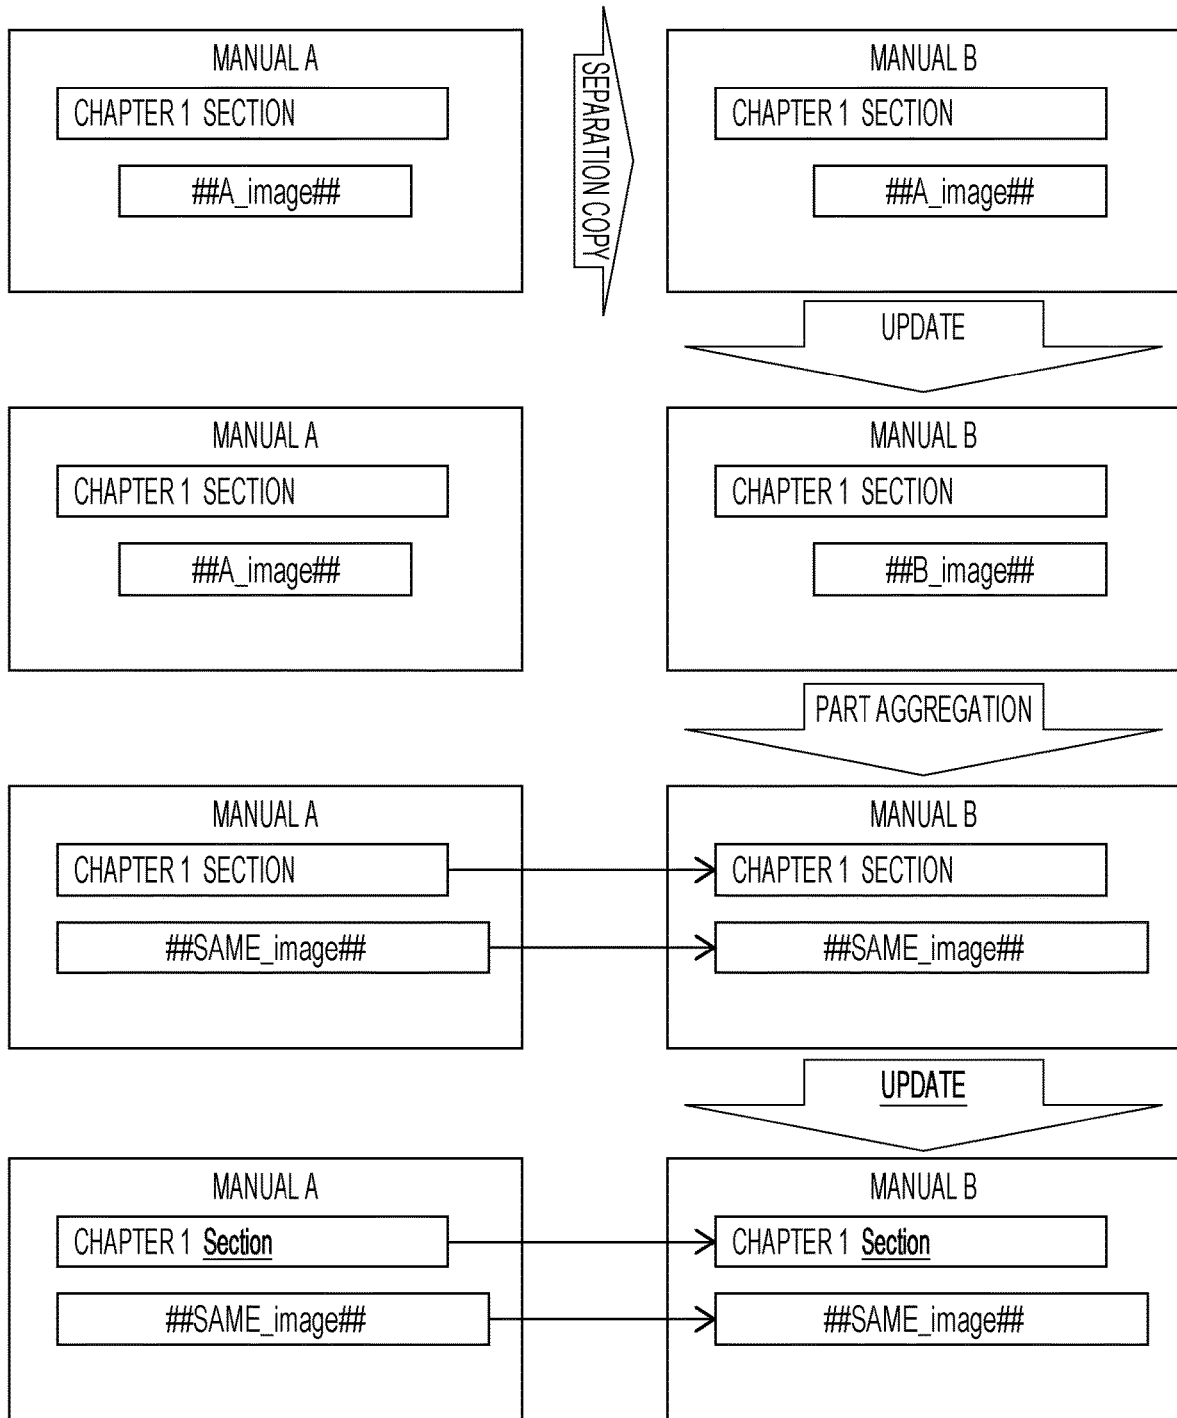 MANUAL A
CHAPTER 1 SECTION
##A_image##
SEPARATION COPY
MANUAL B
CHAPTER 1 SECTION
##A_image##
UPDATE
MANUAL A
CHAPTER 1 SECTION
##A_image##
MANUAL B
CHAPTER 1 SECTION
##B_image##
PART AGGREGATION
MANUAL A
CHAPTER 1 SECTION
##SAME_image##
MANUAL B
CHAPTER 1 SECTION
##SAME_image##
UPDATE
MANUAL A
CHAPTER 1 Section
##SAME_image##
MANUAL B
CHAPTER 1 Section
##SAME_image##